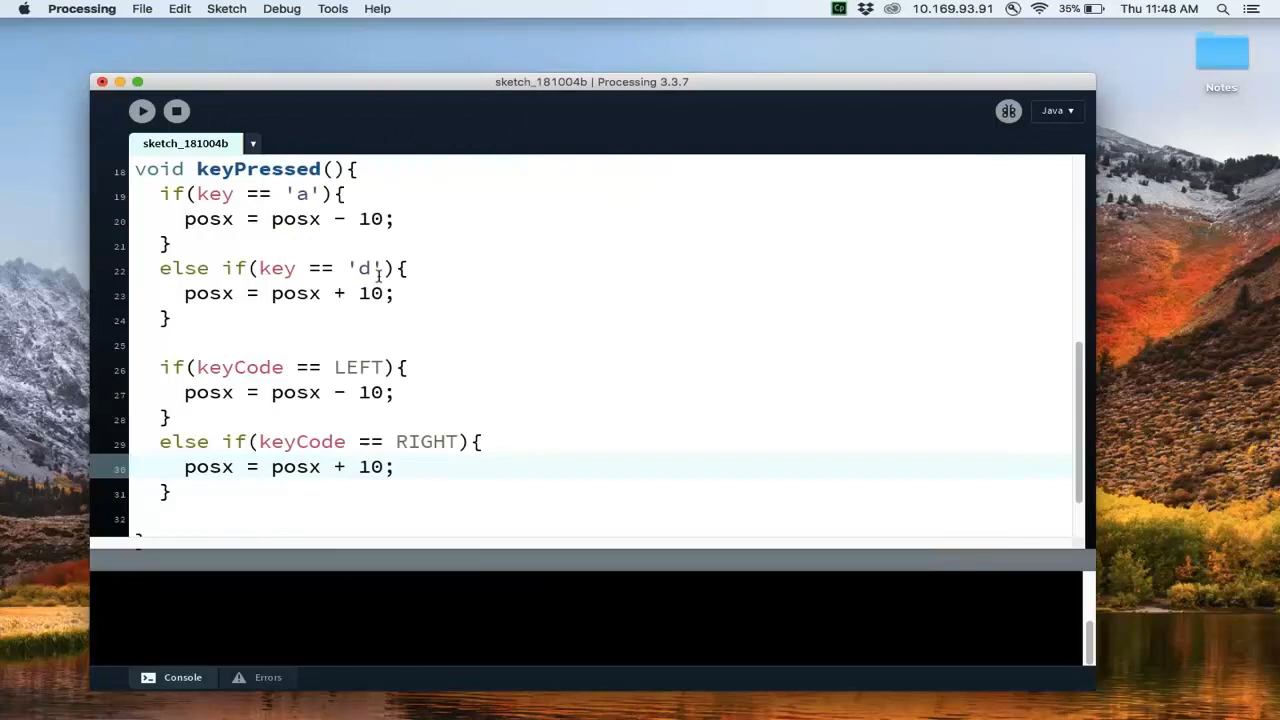 Processing File Edit Sketch Debug Tools Help Cp 10.169.93.91 35% Thu 11:48 AM
Notes
sketch_181004b | Processing 3.3.7
Java ▾
sketch_181004b ▾
18 void keyPressed(){
19 if(key == 'a'){
20 posx = posx - 10;
21 }
22 else if(key == 'd'){
23 posx = posx + 10;
24 }
25
26 if(keyCode == LEFT){
27 posx = posx - 10;
28 }
29 else if(keyCode == RIGHT){
30 posx = posx + 10;
31 }
32
}
Console Errors